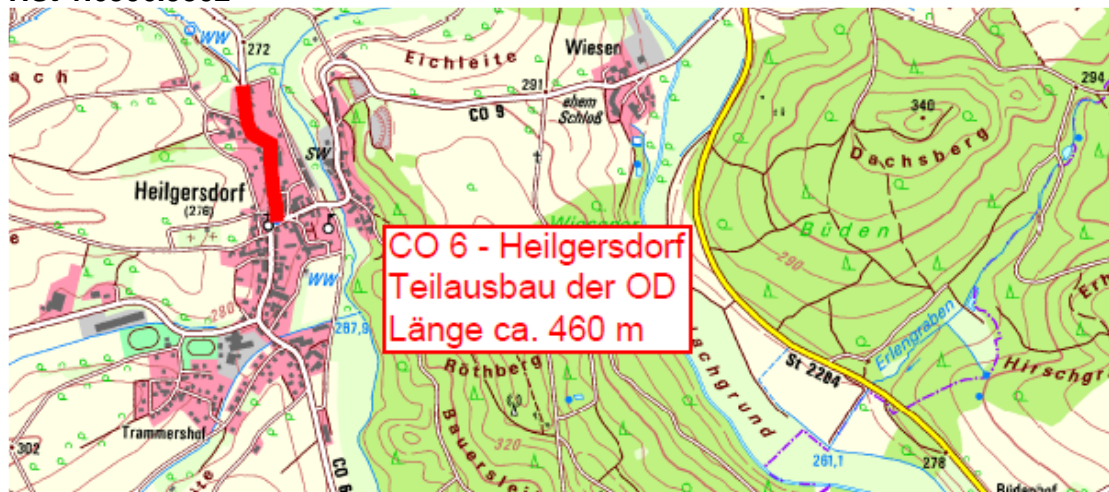 WW
272
Eichleite
Wiesen
291
ehem
Schloß
CO 9
294
340
Dachsberg
ach
SW
Heilgersdorf
(276)
Büden
290
CO 6 - Heilgersdorf
Teilausbau der OD
Länge ca. 460 m
WW
280
287,9
Erlengraben
St 2284
Hirschgr
Röthberg
Trammershof
302
320
CO 6
261,1
278
Büdenhof